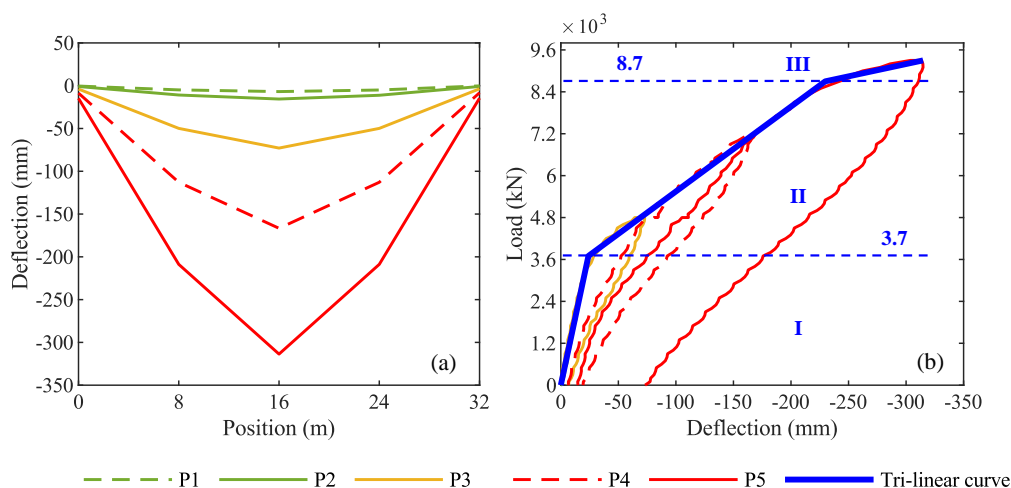 50
0
-50
-100
-150
-200
-250
-300
-350
Deflection (mm)
0 8 16 24 32
Position (m)
(a)
×10³
9.6
8.4
7.2
6
4.8
3.6
2.4
1.2
0
Load (kN)
8.7
III
II
3.7
I
(b)
0 -50 -100 -150 -200 -250 -300 -350
Deflection (mm)
P1 P2 P3 P4 P5 Tri-linear curve